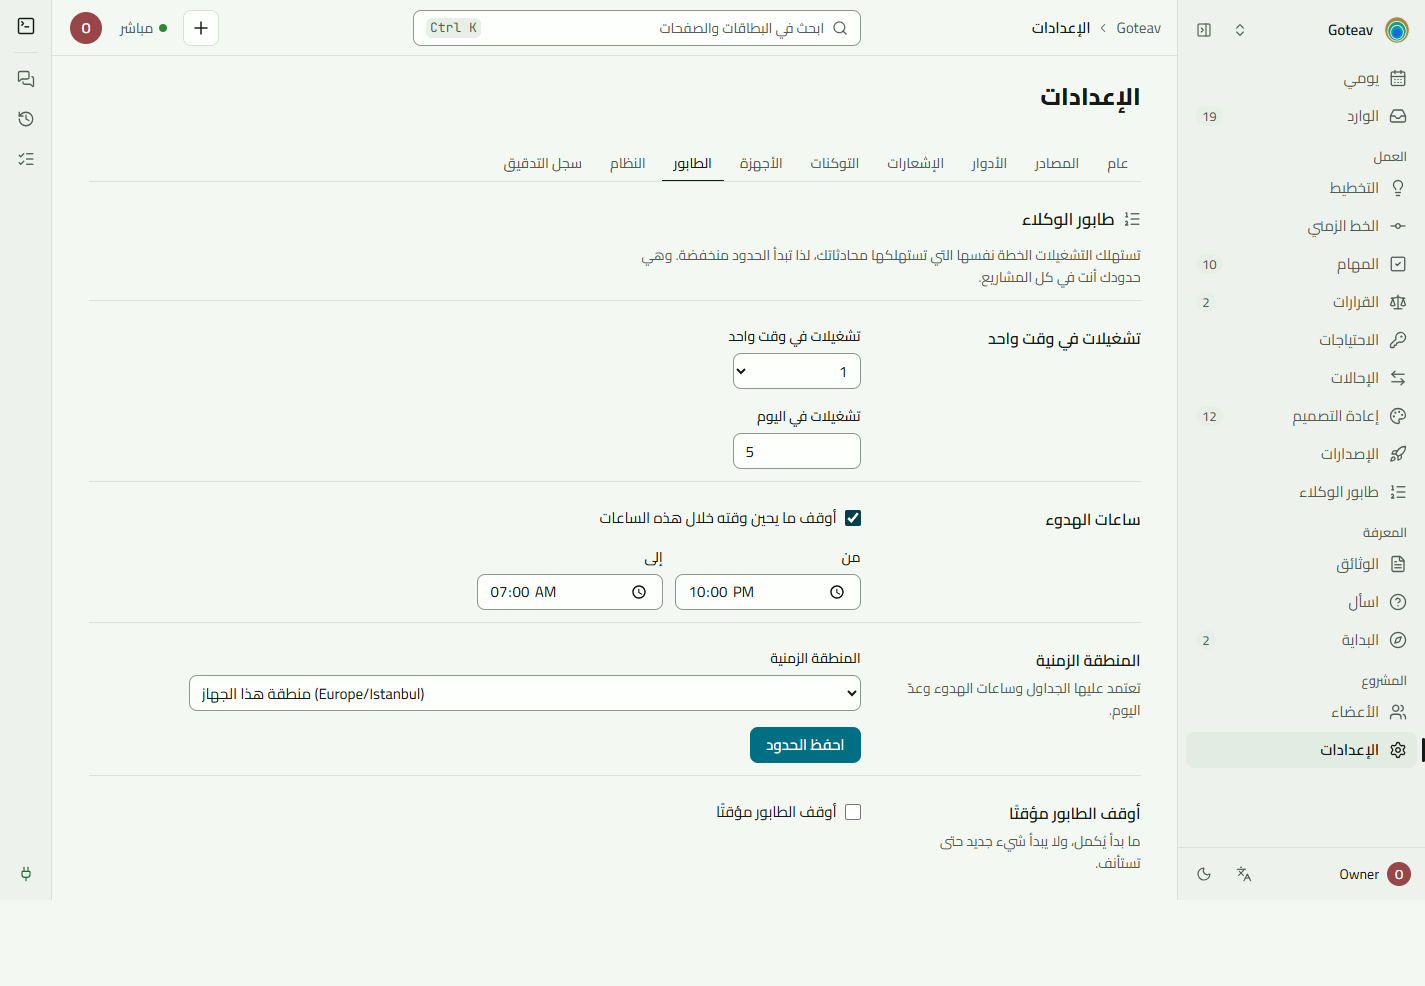 Goteav
يومي
الوارد
19
العمل
التخطيط
الخط الزمني
المهام
10
القرارات
2
الاحتياجات
الإحالات
إعادة التصميم
12
الإصدارات
طابور الوكلاء
المعرفة
الوثائق
اسأل
البداية
2
المشروع
الأعضاء
الإعدادات
O Owner
Goteav
الإعدادات
ابحث في البطاقات والصفحات
Ctrl K
مباشر
O
الإعدادات
عام
المصادر
الأدوار
الإشعارات
التوكنات
الأجهزة
الطابور
النظام
سجل التدقيق
طابور الوكلاء
تستهلك التشغيلات الخطة نفسها التي تستهلكها محادثاتك، لذا تبدأ الحدود منخفضة. وهي
حدودك أنت في كل المشاريع.
تشغيلات في وقت واحد
تشغيلات في وقت واحد
1
تشغيلات في اليوم
5
ساعات الهدوء
أوقف ما يحين وقته خلال هذه الساعات
من
إلى
10:00 PM
07:00 AM
المنطقة الزمنية
تعتمد عليها الجداول وساعات الهدوء وعدّ
اليوم.
المنطقة الزمنية
منطقة هذا الجهاز (Europe/Istanbul)
احفظ الحدود
أوقف الطابور مؤقتًا
ما بدأ يُكمل، ولا يبدأ شيء جديد حتى
تستأنف.
أوقف الطابور مؤقتًا